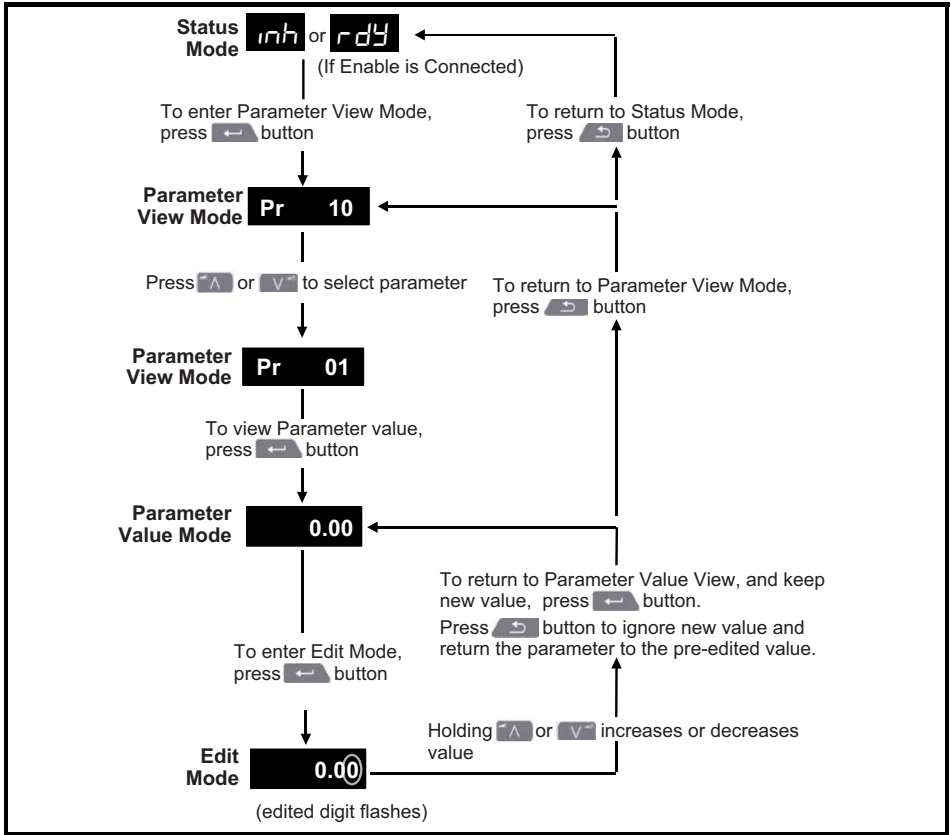 Status
Mode
inh or rdy
(If Enable is Connected)
To enter Parameter View Mode,
press button
To return to Status Mode,
press button
Parameter
View Mode
Pr 10
Press or to select parameter
To return to Parameter View Mode,
press button
Parameter
View Mode
Pr 01
To view Parameter value,
press button
Parameter
Value Mode
0.00
To return to Parameter Value View, and keep
new value, press button.
Press button to ignore new value and
return the parameter to the pre-edited value.
To enter Edit Mode,
press button
Holding or increases or decreases
value
Edit
Mode
0.00
(edited digit flashes)